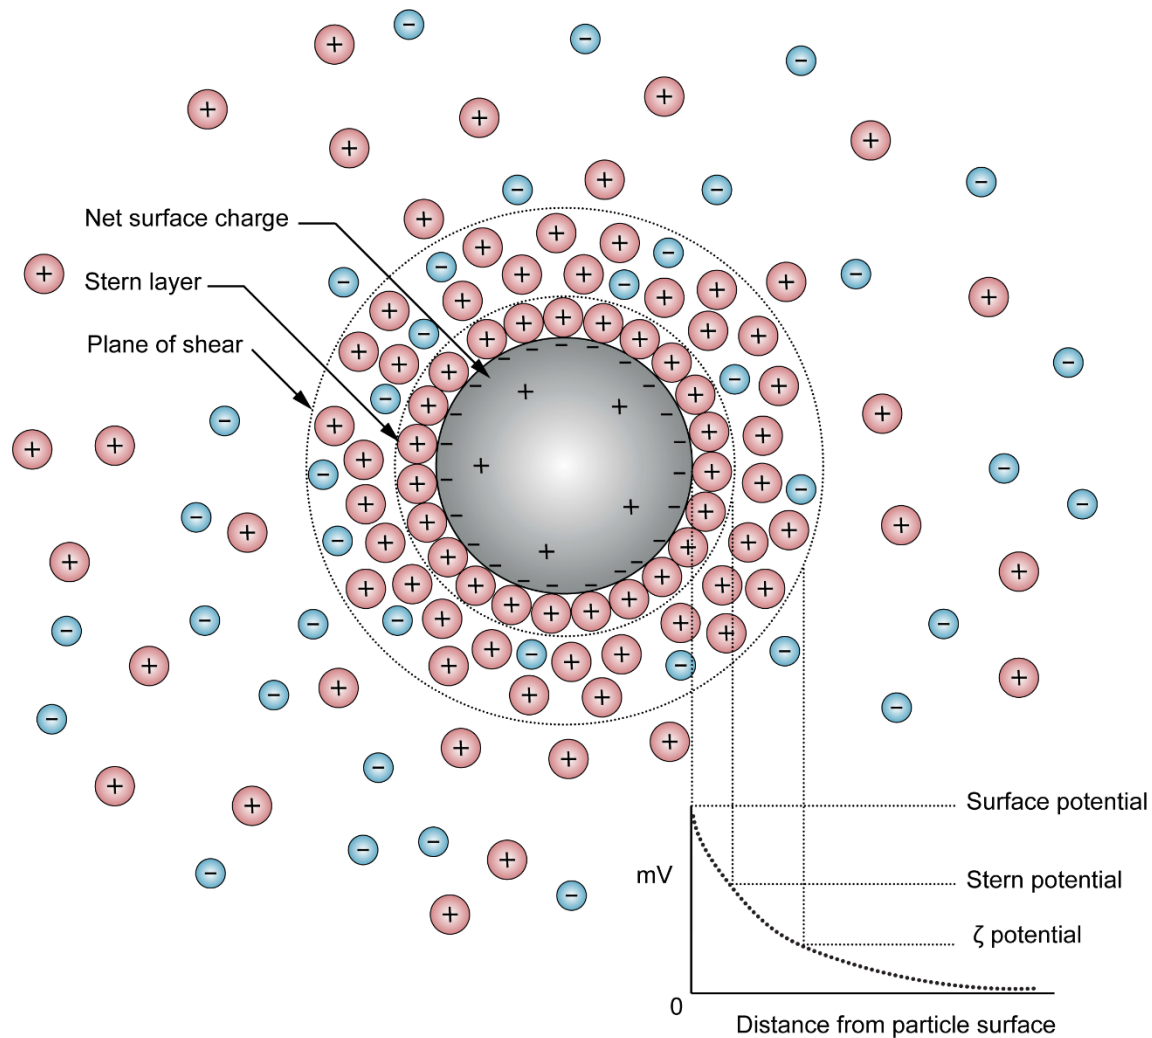 Net surface charge
Stern layer
Plane of shear
Surface potential
mV
Stern potential
ζ potential
0
Distance from particle surface